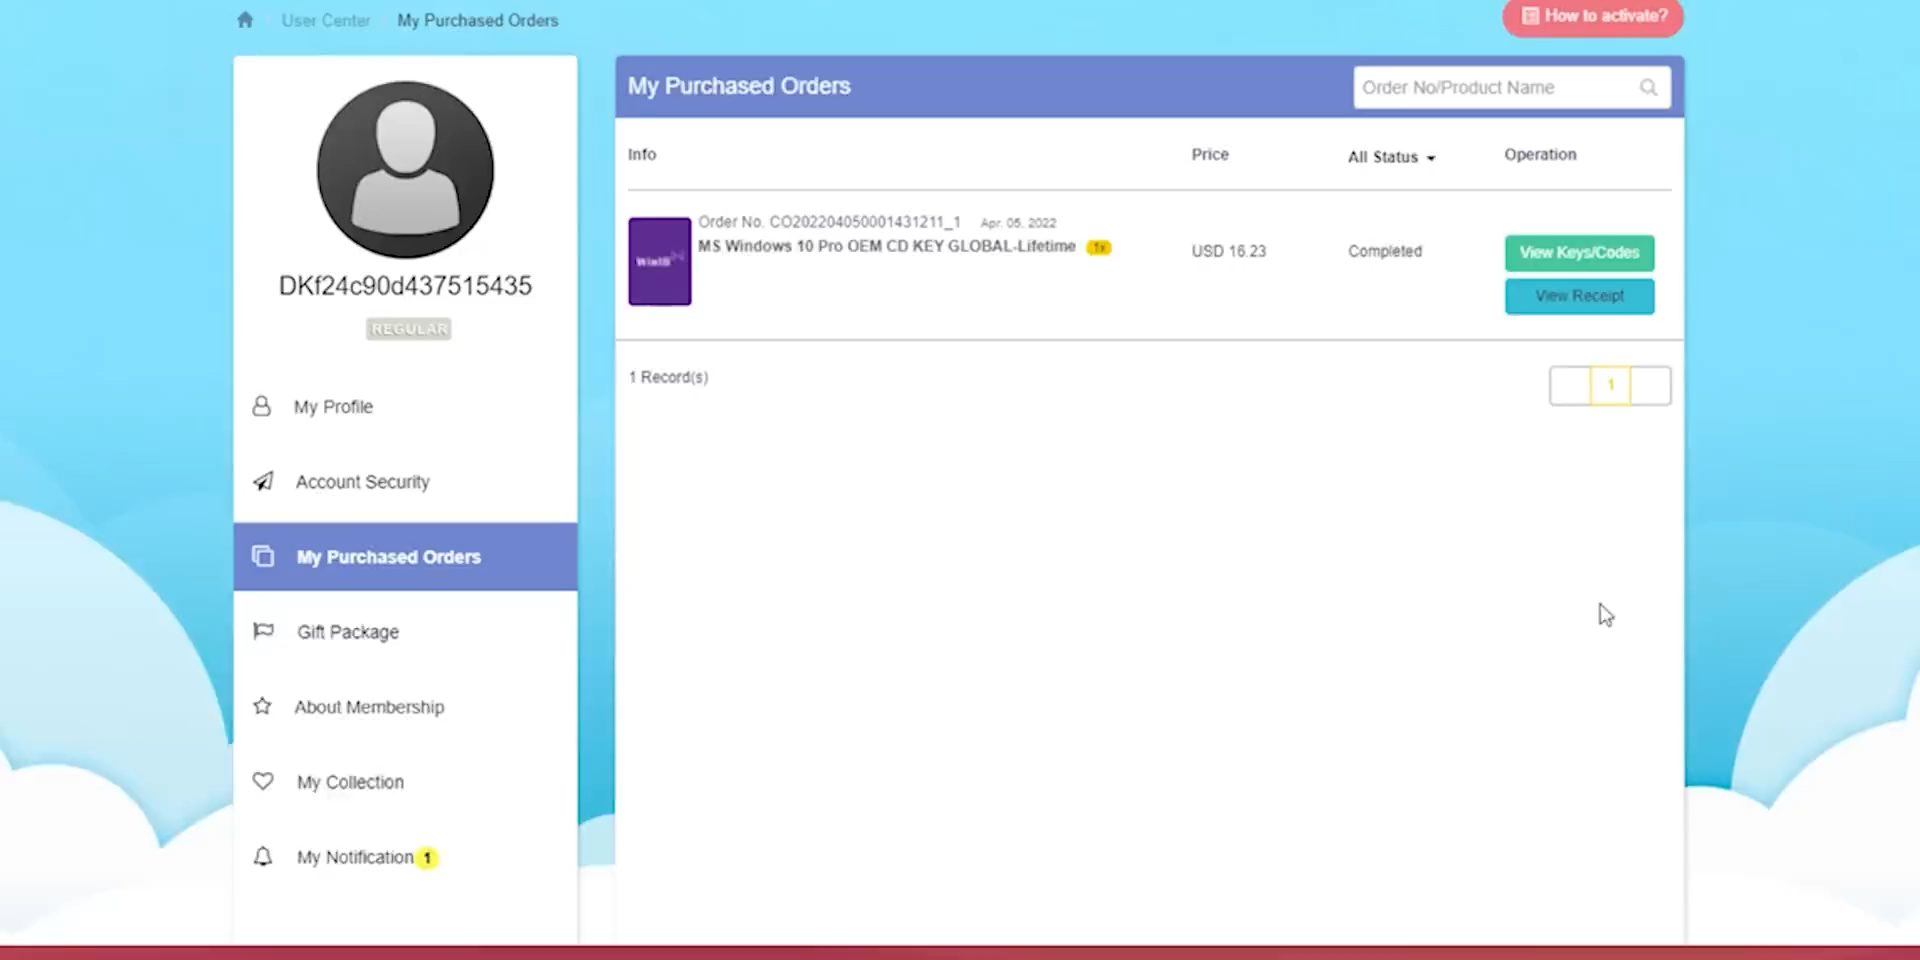 User Center
My Purchased Orders
How to activate?
DKf24c90d437515435
REGULAR
My Profile
Account Security
My Purchased Orders
Gift Package
About Membership
My Collection
My Notification 1
My Purchased Orders
Order No/Product Name
Info Price All Status Operation
Order No. CO202204050001431211_1 Apr. 05, 2022
MS Windows 10 Pro OEM CD KEY GLOBAL-Lifetime 1x
Win10
USD 16.23
Completed
View Keys/Codes
View Receipt
1 Record(s)
1